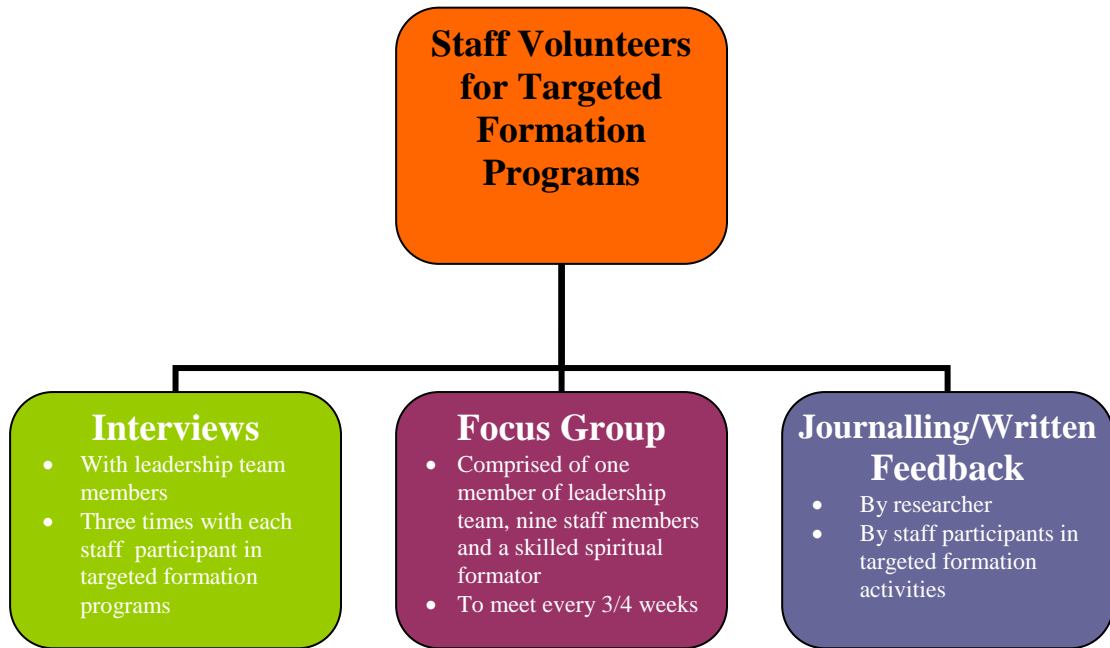 Staff Volunteers
for Targeted
Formation
Programs
Interviews
• With leadership team
members
• Three times with each
staff participant in
targeted formation
programs
Focus Group
• Comprised of one
member of leadership
team, nine staff members
and a skilled spiritual
formator
• To meet every 3/4 weeks
Journalling/Written
Feedback
• By researcher
• By staff participants in
targeted formation
activities